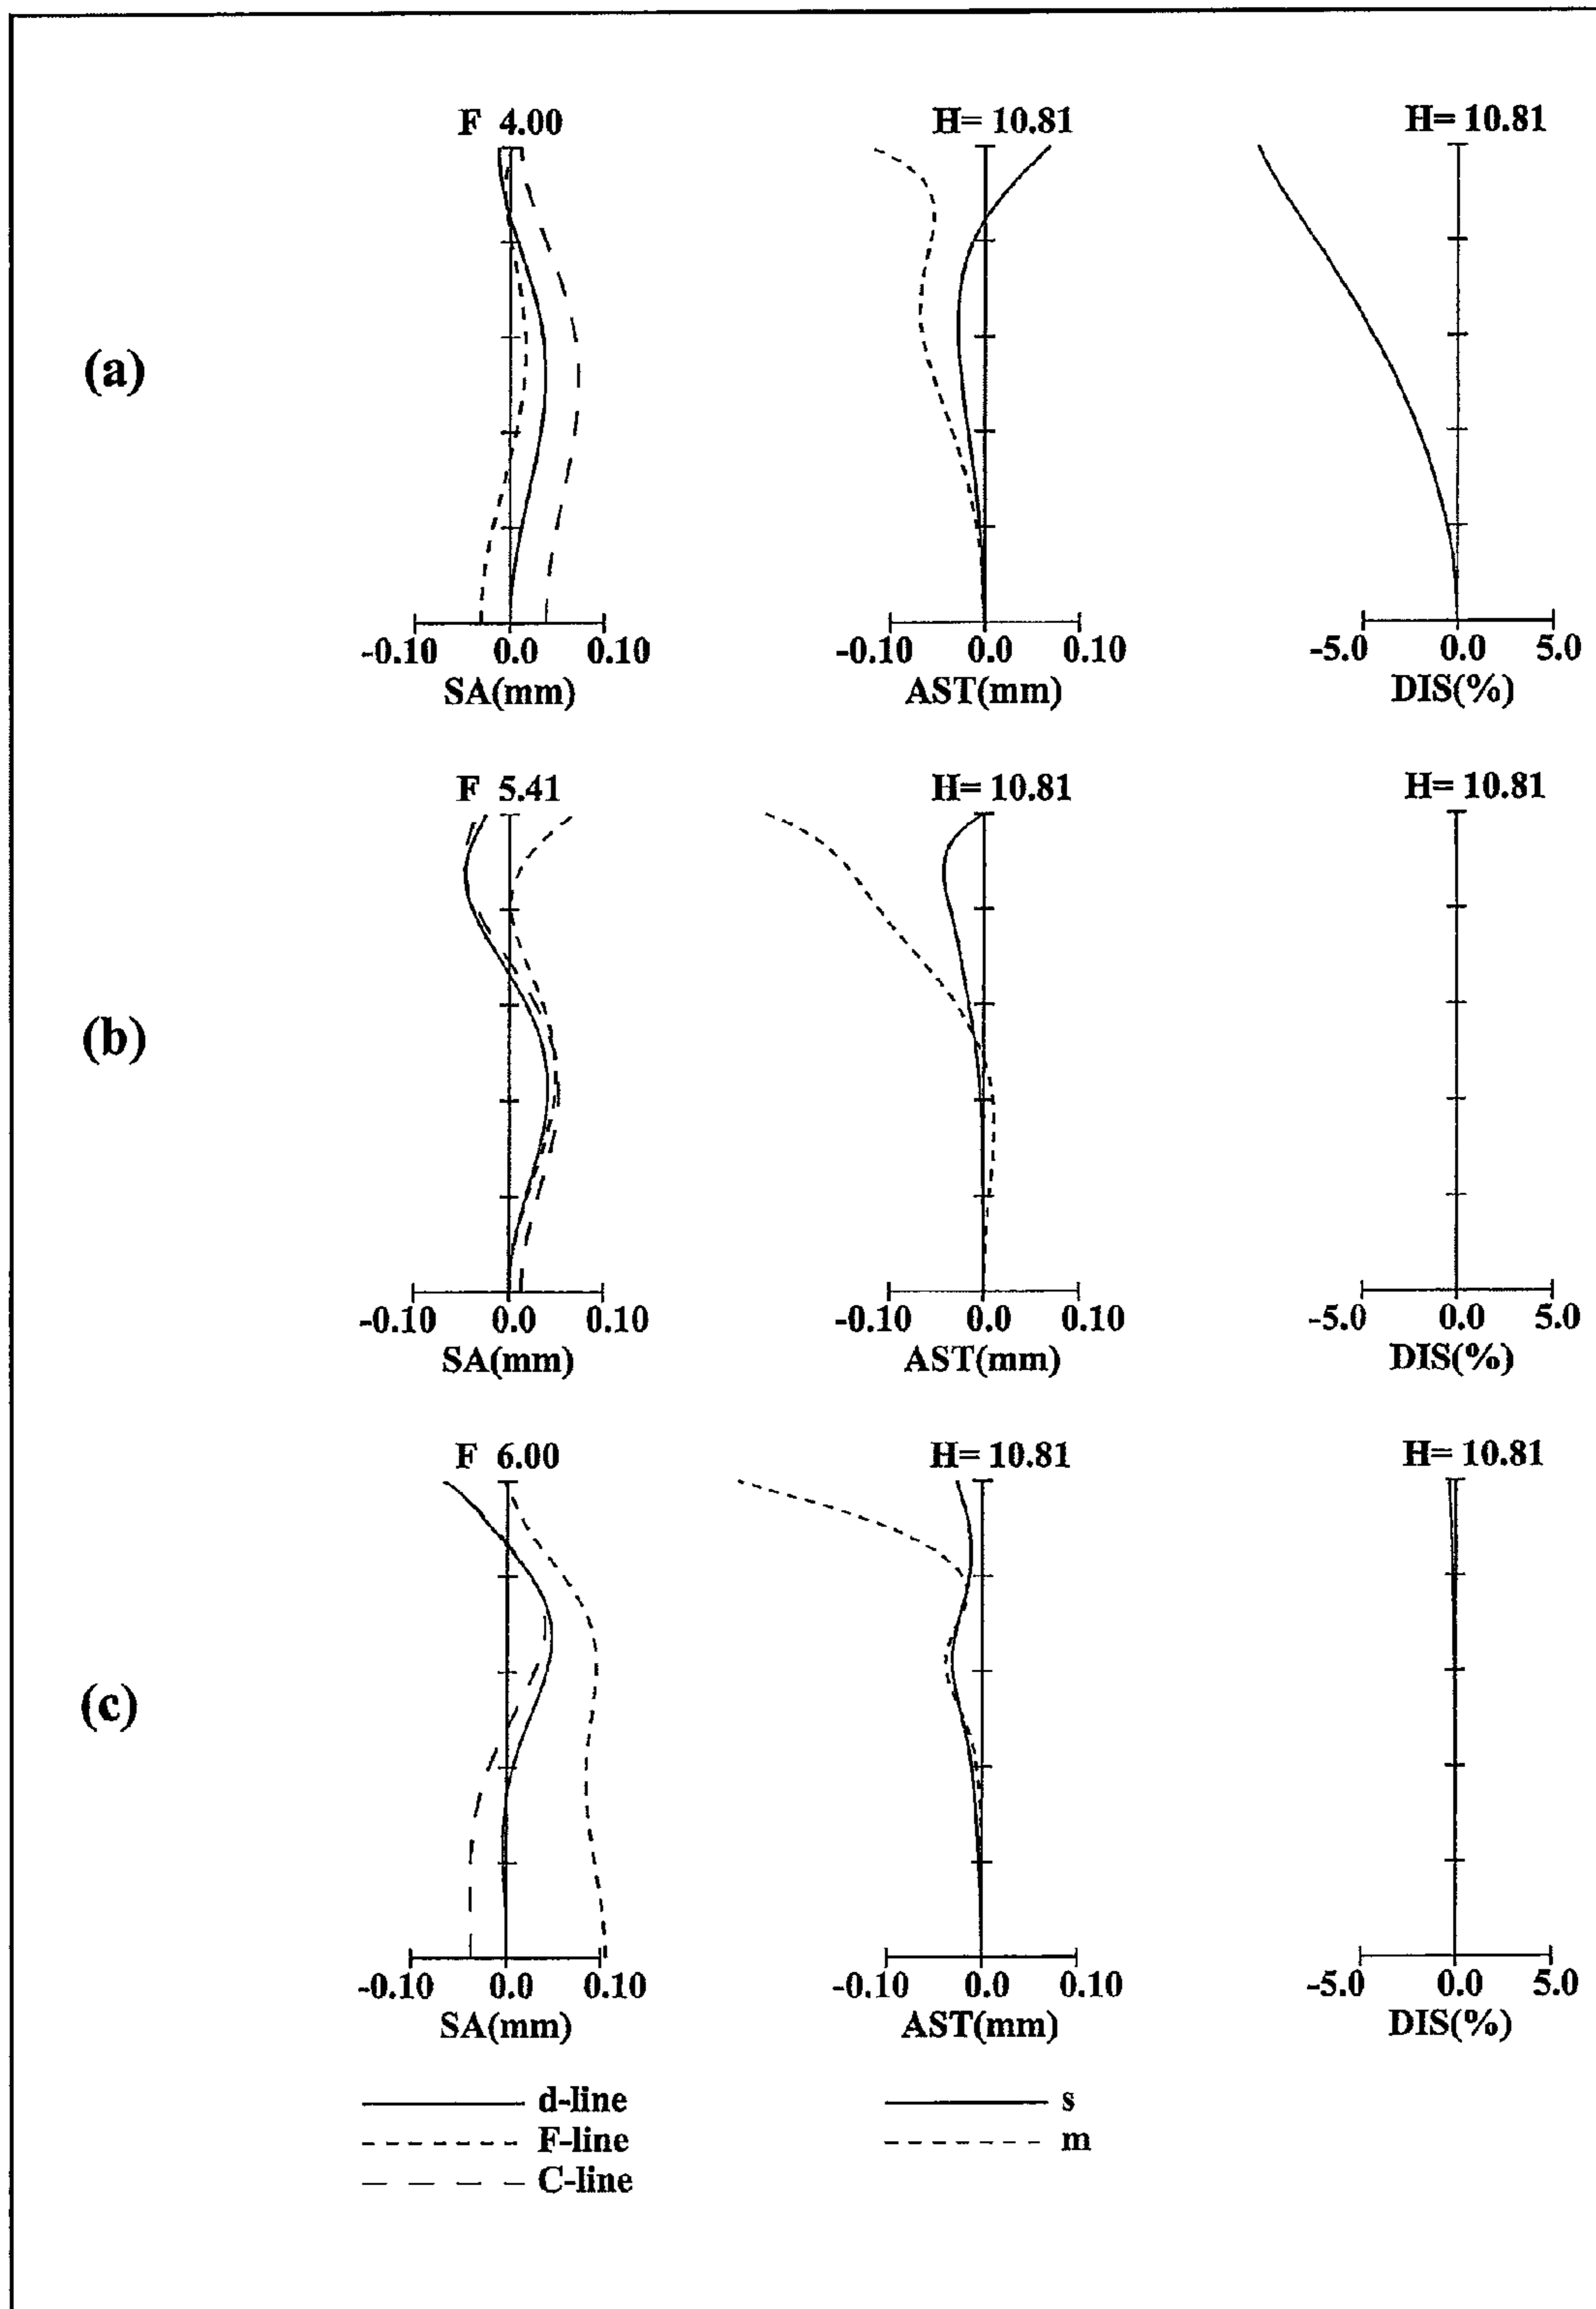 F 4.00 H= 10.81 H= 10.81
(a)
-0.10 0.0 0.10 -0.10 0.0 0.10 -5.0 0.0 5.0
SA(mm) AST(mm) DIS(%)
F 5.41 H= 10.81 H= 10.81
(b)
-0.10 0.0 0.10 -0.10 0.0 0.10 -5.0 0.0 5.0
SA(mm) AST(mm) DIS(%)
F 6.00 H= 10.81 H= 10.81
(c)
-0.10 0.0 0.10 -0.10 0.0 0.10 -5.0 0.0 5.0
SA(mm) AST(mm) DIS(%)
d-line s
F-line m
C-line